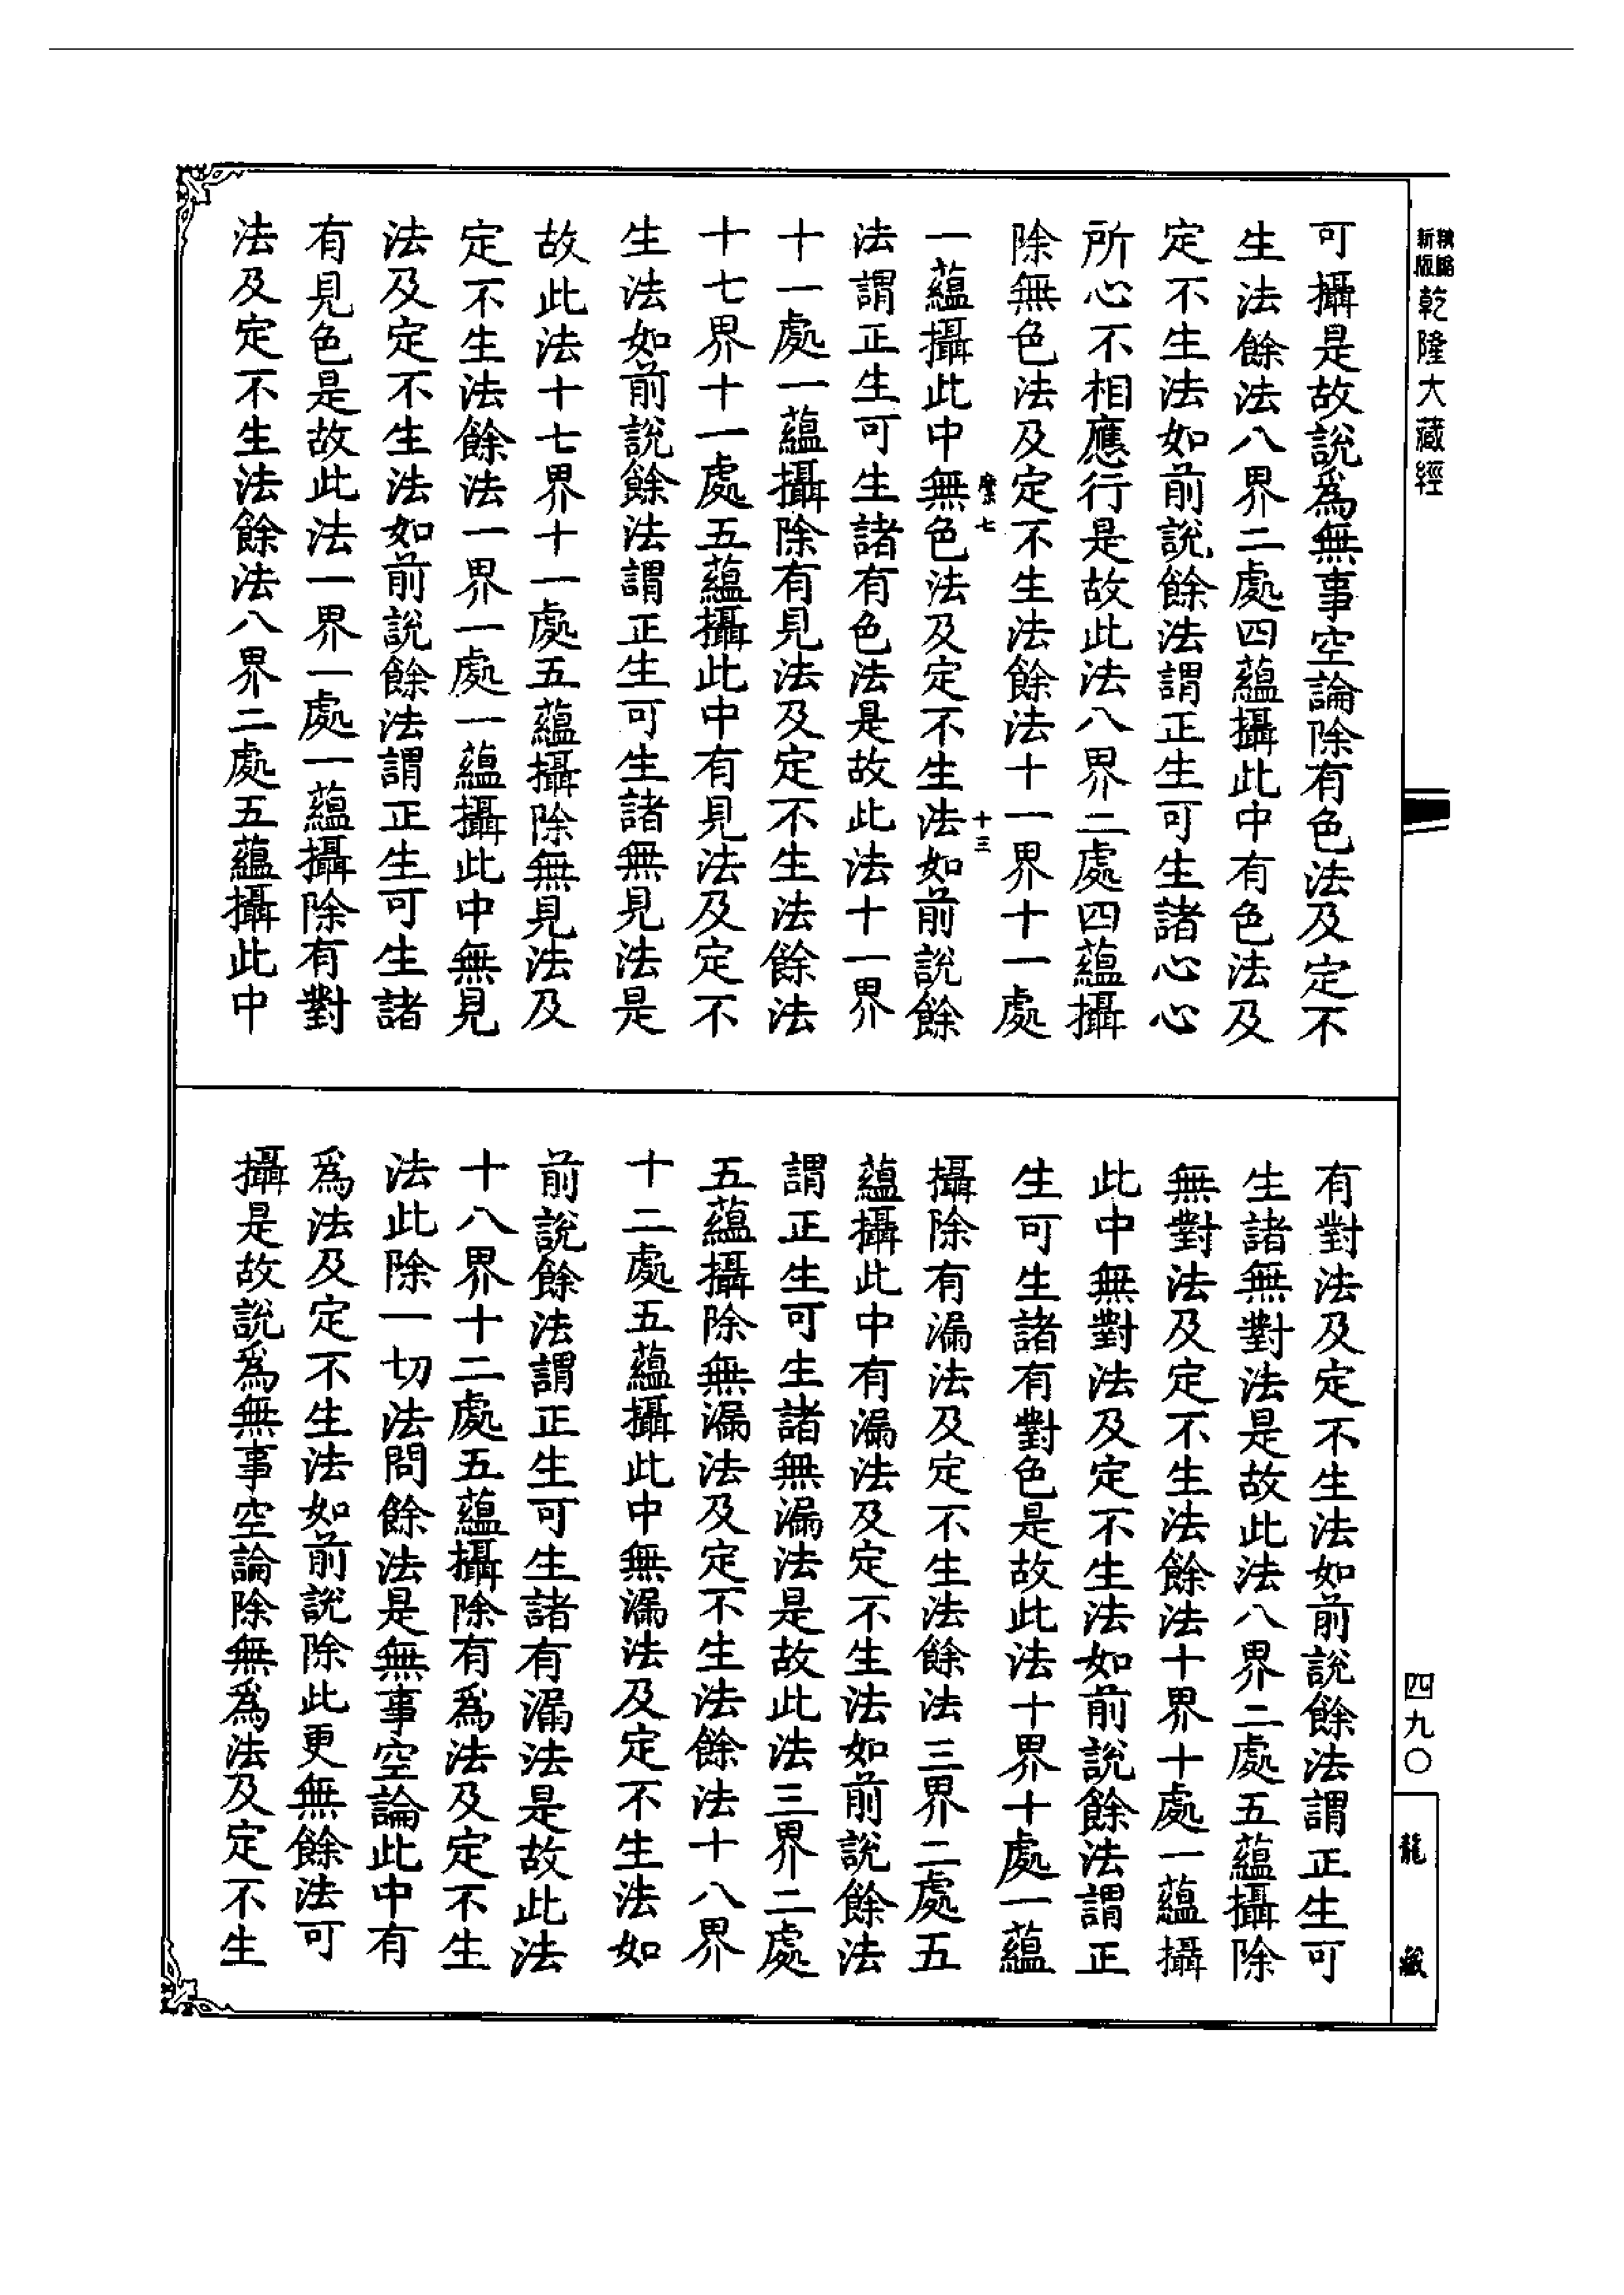 新版乾隆大藏經
可攝是故說爲無事空論除有色法及定不
生法餘法八界二處四蘊攝此中有色法及
定不生法如前說餘法謂正生可生諸心心
所心不相應行是故此法八界二處四蘊攝
除無色法及定不生法餘法十一界十一處
七 十三
一蘊攝此中無色法及定不生法如前說餘
法謂正生可生諸有色法是故此法十一界
十一處一蘊攝除有見法及定不生法餘法
十七界十一處五蘊攝此中有見法及定不
生法如前說餘法謂正生可生諸無見法是
故此法十七界十一處五蘊攝除無見法及
定不生法餘法一界一處一蘊攝此中無見
法及定不生法如前說餘法謂正生可生諸
有見色是故此法一界一處一蘊攝除有對
法及定不生法餘法八界二處五蘊攝此中
有對法及定不生法如前說餘法謂正生可
生諸無對法是故此法八界二處五蘊攝除
無對法及定不生法餘法十界十處一蘊攝
此中無對法及定不生法如前說餘法謂正
生可生諸有對色是故此法十界十處一蘊
攝除有漏法及定不生法餘法三界二處五
蘊攝此中有漏法及定不生法如前說餘法
謂正生可生諸無漏法是故此法三界二處
五蘊攝除無漏法及定不生法餘法十八界
十二處五蘊攝此中無漏法及定不生法如
前說餘法謂正生可生諸有漏法是故此法
十八界十二處五蘊攝除有爲法及定不生
法此除一切法問餘法是無事空論此中有
爲法及定不生法如前說除此更無餘法可
攝是故說爲無事空論除無爲法及定不生
四九〇
龍藏